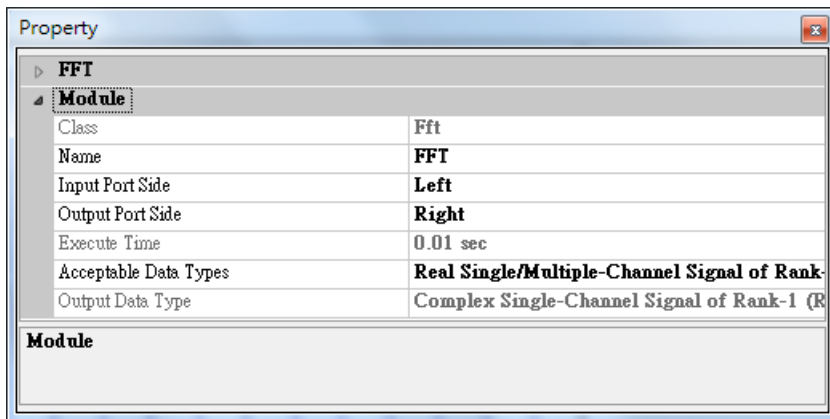 Property
FFT
Module
Class Fft
Name FFT
Input Port Side Left
Output Port Side Right
Execute Time 0.01 sec
Acceptable Data Types Real Single/Multiple-Channel Signal of Rank-
Output Data Type Complex Single-Channel Signal of Rank-1 (R
Module